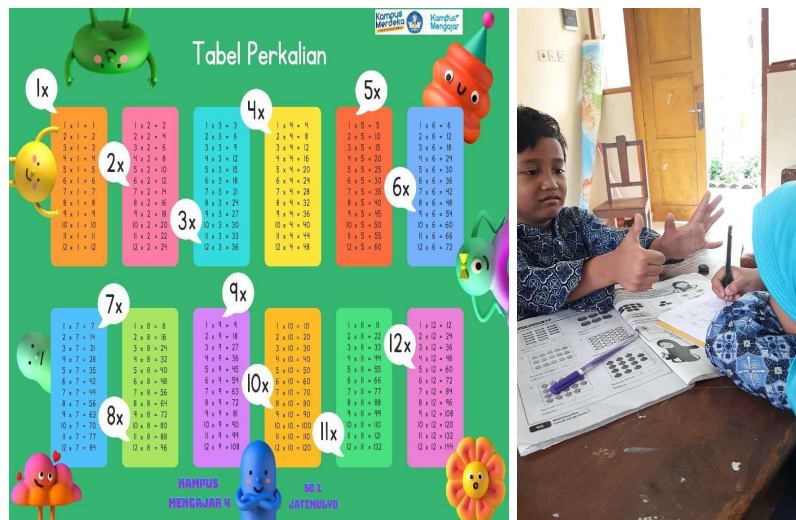 Kampus
Merdeka
Kampus
Mengajar
Tabel Perkalian
1x
1 x 1 = 1
2 x 1 = 2
3 x 1 = 3
4 x 1 = 4
5 x 1 = 5
6 x 1 = 6
7 x 1 = 7
8 x 1 = 8
9 x 1 = 9
10 x 1 = 10
11 x 1 = 11
12 x 1 = 12
2x
1 x 2 = 2
2 x 2 = 4
3 x 2 = 6
4 x 2 = 8
5 x 2 = 10
6 x 2 = 12
7 x 2 = 14
8 x 2 = 16
9 x 2 = 18
10 x 2 = 20
11 x 2 = 22
12 x 2 = 24
3x
1 x 3 = 3
2 x 3 = 6
3 x 3 = 9
4 x 3 = 12
5 x 3 = 15
6 x 3 = 18
7 x 3 = 21
8 x 3 = 24
9 x 3 = 27
10 x 3 = 30
11 x 3 = 33
12 x 3 = 36
4x
1 x 4 = 4
2 x 4 = 8
3 x 4 = 12
4 x 4 = 16
5 x 4 = 20
6 x 4 = 24
7 x 4 = 28
8 x 4 = 32
9 x 4 = 36
10 x 4 = 40
11 x 4 = 44
12 x 4 = 48
5x
1 x 5 = 5
2 x 5 = 10
3 x 5 = 15
4 x 5 = 20
5 x 5 = 25
6 x 5 = 30
7 x 5 = 35
8 x 5 = 40
9 x 5 = 45
10 x 5 = 50
11 x 5 = 55
12 x 5 = 60
6x
1 x 6 = 6
2 x 6 = 12
3 x 6 = 18
4 x 6 = 24
5 x 6 = 30
6 x 6 = 36
7 x 6 = 42
8 x 6 = 48
9 x 6 = 54
10 x 6 = 60
11 x 6 = 66
12 x 6 = 72
7x
1 x 7 = 7
2 x 7 = 14
3 x 7 = 21
4 x 7 = 28
5 x 7 = 35
6 x 7 = 42
7 x 7 = 49
8 x 7 = 56
9 x 7 = 63
10 x 7 = 70
11 x 7 = 77
12 x 7 = 84
8x
1 x 8 = 8
2 x 8 = 16
3 x 8 = 24
4 x 8 = 32
5 x 8 = 40
6 x 8 = 48
7 x 8 = 56
8 x 8 = 64
9 x 8 = 72
10 x 8 = 80
11 x 8 = 88
12 x 8 = 96
9x
1 x 9 = 9
2 x 9 = 18
3 x 9 = 27
4 x 9 = 36
5 x 9 = 45
6 x 9 = 54
7 x 9 = 63
8 x 9 = 72
9 x 9 = 81
10 x 9 = 90
11 x 9 = 99
12 x 9 = 108
10x
1 x 10 = 10
2 x 10 = 20
3 x 10 = 30
4 x 10 = 40
5 x 10 = 50
6 x 10 = 60
7 x 10 = 70
8 x 10 = 80
9 x 10 = 90
10 x 10 = 100
11 x 10 = 110
12 x 10 = 120
11x
1 x 11 = 11
2 x 11 = 22
3 x 11 = 33
4 x 11 = 44
5 x 11 = 55
6 x 11 = 66
7 x 11 = 77
8 x 11 = 88
9 x 11 = 99
10 x 11 = 110
11 x 11 = 121
12 x 11 = 132
12x
1 x 12 = 12
2 x 12 = 24
3 x 12 = 36
4 x 12 = 48
5 x 12 = 60
6 x 12 = 72
7 x 12 = 84
8 x 12 = 96
9 x 12 = 108
10 x 12 = 120
11 x 12 = 132
12 x 12 = 144
KAMPUS
MENGAJAR 4
SD 1
JATIMULYO